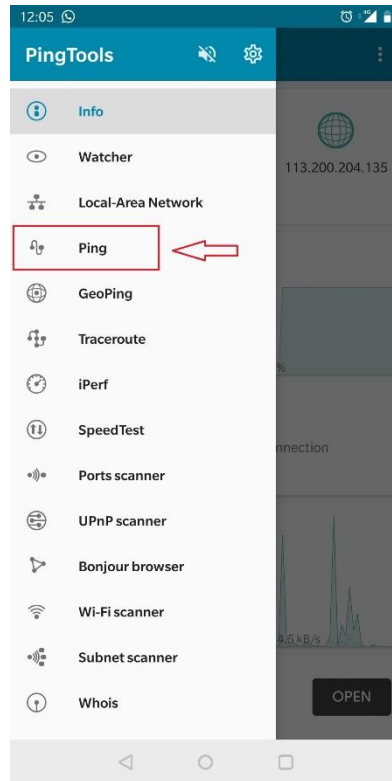 12:05
4G
PingTools
Info
113.200.204.135
Watcher
Local-Area Network
Ping
GeoPing
Traceroute
%
iPerf
SpeedTest
nnection
Ports scanner
UPnP scanner
Bonjour browser
Wi-Fi scanner
4.5 kB/s
Subnet scanner
Whois
OPEN